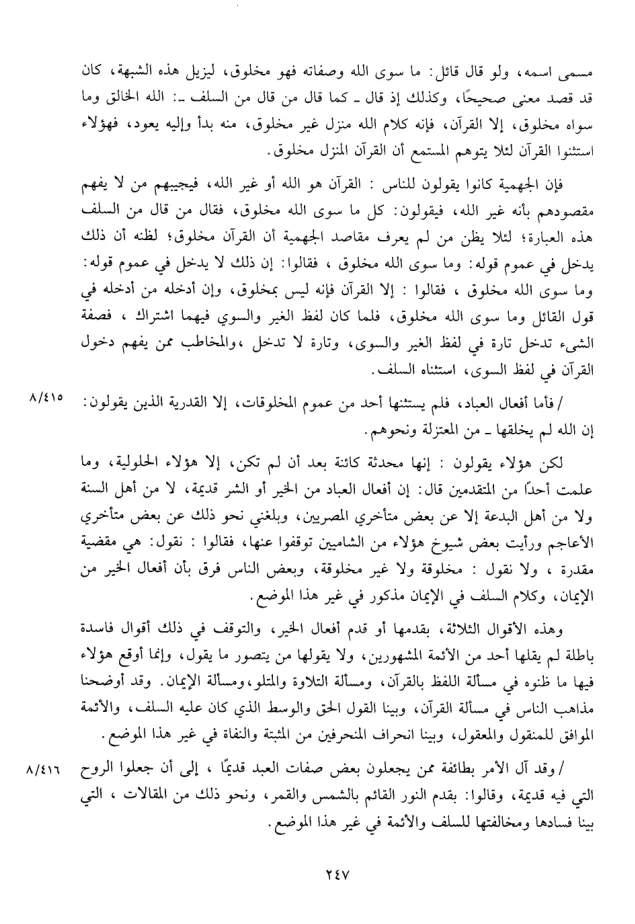 مسمى اسمه، ولو قال قائل: ما سوى الله وصفاته فهو مخلوق، ليزيل هذه الشبهة، كان
قد قصد معنى صحيحًا، وكذلك إذ قال ـ كما قال من قال من السلف ـ: الله الخالق وما
سواه مخلوق، إلا القرآن، فإنه كلام الله منزل غير مخلوق، منه بدأ وإليه يعود، فهؤلاء
استثنوا القرآن لئلا يتوهم المستمع أن القرآن المنزل مخلوق.
فإن الجهمية كانوا يقولون للناس : القرآن هو الله أو غير الله، فيجيبهم من لا يفهم
مقصودهم بأنه غير الله، فيقولون: كل ما سوى الله مخلوق، فقال من قال من السلف
هذه العبارة؛ لئلا يظن من لم يعرف مقاصد الجهمية أن القرآن مخلوق؛ لظنه أن ذلك
يدخل في عموم قوله: وما سوى الله مخلوق ، فقالوا: إن ذلك لا يدخل في عموم قوله:
وما سوى الله مخلوق ، فقالوا : إلا القرآن فإنه ليس بمخلوق، وإن أدخله من أدخله في
قول القائل وما سوى الله مخلوق، فلما كان لفظ الغير والسوي فيهما اشتراك ، فصفة
الشىء تدخل تارة في لفظ الغير والسوى، وتارة لا تدخل ،والمخاطب ممن يفهم دخول
القرآن في لفظ السوى، استثناه السلف.
/ فأما أفعال العباد، فلم يستثنها أحد من عموم المخلوقات، إلا القدرية الذين يقولون: ٨/٤١٥
إن الله لم يخلقها ـ من المعتزلة ونحوهم.
لكن هؤلاء يقولون : إنها محدثة كائنة بعد أن لم تكن، إلا هؤلاء الحلولية، وما
علمت أحدًا من المتقدمين قال: إن أفعال العباد من الخير أو الشر قديمة، لا من أهل السنة
ولا من أهل البدعة إلا عن بعض متأخري المصريين، وبلغني نحو ذلك عن بعض متأخري
الأعاجم ورأيت بعض شيوخ هؤلاء من الشاميين توقفوا عنها، فقالوا : نقول: هي مقضية
مقدرة ، ولا نقول : مخلوقة ولا غير مخلوقة، وبعض الناس فرق بأن أفعال الخير من
الإيمان، وكلام السلف في الإيمان مذكور في غير هذا الموضع.
وهذه الأقوال الثلاثة، بقدمها أو قدم أفعال الخير، والتوقف في ذلك أقوال فاسدة
باطلة لم يقلها أحد من الأئمة المشهورين، ولا يقولها من يتصور ما يقول، وإنما أوقع هؤلاء
فيها ما ظنوه في مسألة اللفظ بالقرآن، ومسألة التلاوة والمتلو،ومسألة الإيمان. وقد أوضحنا
مذاهب الناس في مسألة القرآن، وبينا القول الحق والوسط الذي كان عليه السلف، والأئمة
الموافق للمنقول والمعقول، وبينا انحراف المنحرفين من المثبتة والنفاة في غير هذا الموضع.
/ وقد آل الأمر بطائفة ممن يجعلون بعض صفات العبد قديمًا ، إلى أن جعلوا الروح ٨/٤١٦
التي فيه قديمة، وقالوا: بقدم النور القائم بالشمس والقمر، ونحو ذلك من المقالات ، التي
بينا فسادها ومخالفتها للسلف والأئمة في غير هذا الموضع.
٢٤٧